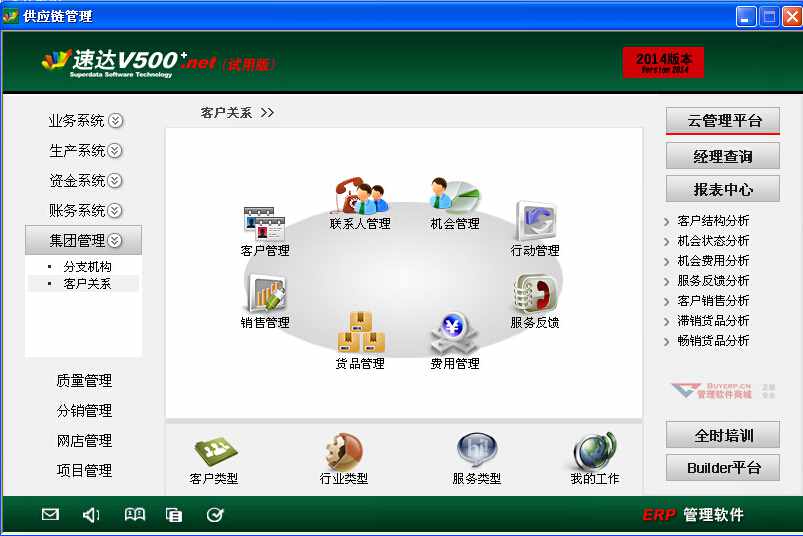 供应链管理
速达V500+.net(试用版)
Superdata Software Technology
2014版本
Version 2014
业务系统
生产系统
资金系统
账务系统
集团管理
分支机构
客户关系
质量管理
分销管理
网店管理
项目管理
客户关系 >>
联系人管理
机会管理
客户管理
行动管理
销售管理
服务反馈
货品管理
费用管理
客户类型
行业类型
服务类型
我的工作
云管理平台
经理查询
报表中心
客户结构分析
机会状态分析
机会费用分析
服务反馈分析
客户销售分析
滞销货品分析
畅销货品分析
BUYERP.CN
管理软件商城
全时培训
Builder平台
ERP 管理软件